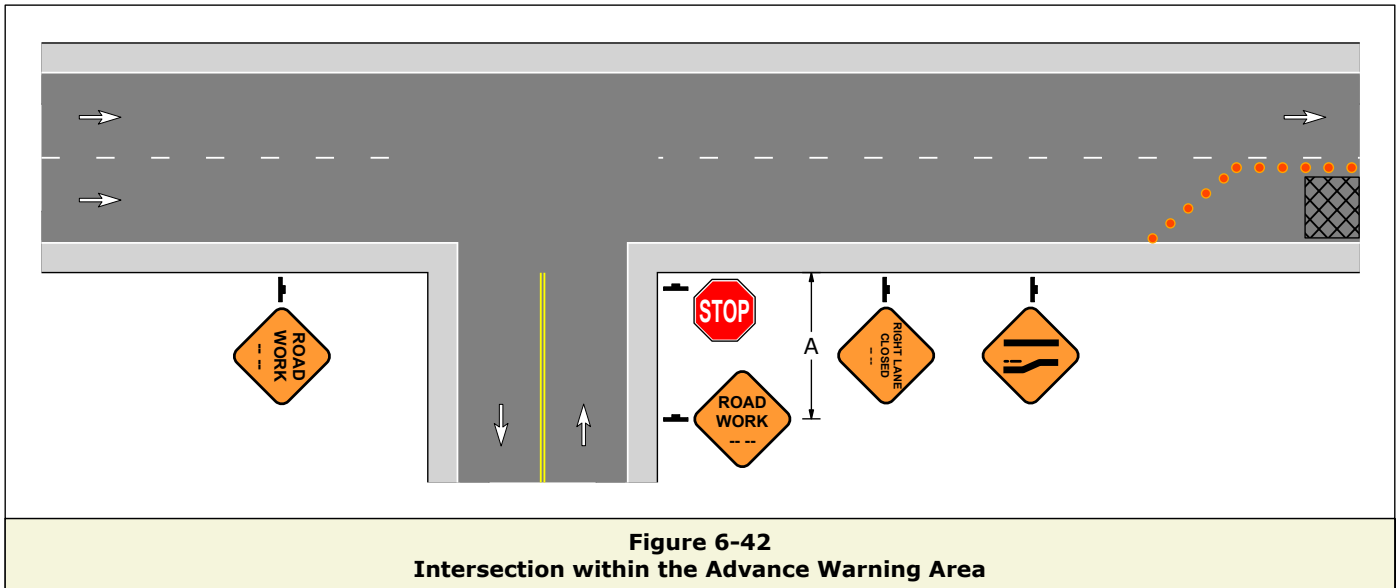 ROAD
WORK
-- --
STOP
A
ROAD
WORK
-- --
RIGHT LANE
CLOSED
-- --
Figure 6-42
Intersection within the Advance Warning Area